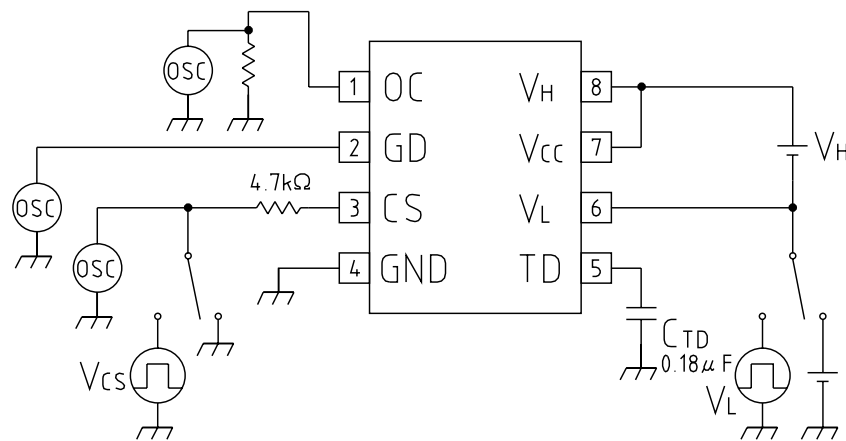 OSC
1 OC
VH 8
2 GD
VCC 7
VH
4.7kΩ
OSC
3 CS
VL 6
OSC
4 GND
TD 5
CTD
0.18μF
VCS
VL